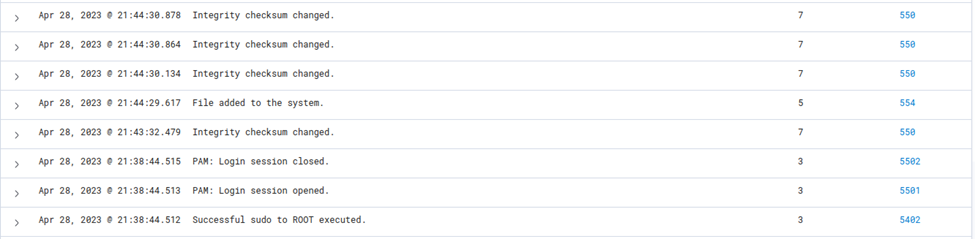 Apr 28, 2023 @ 21:44:30.878 Integrity checksum changed. 7 550
Apr 28, 2023 @ 21:44:30.864 Integrity checksum changed. 7 550
Apr 28, 2023 @ 21:44:30.134 Integrity checksum changed. 7 550
Apr 28, 2023 @ 21:44:29.617 File added to the system. 5 554
Apr 28, 2023 @ 21:43:32.479 Integrity checksum changed. 7 550
Apr 28, 2023 @ 21:38:44.515 PAM: Login session closed. 3 5502
Apr 28, 2023 @ 21:38:44.513 PAM: Login session opened. 3 5501
Apr 28, 2023 @ 21:38:44.512 Successful sudo to ROOT executed. 3 5402